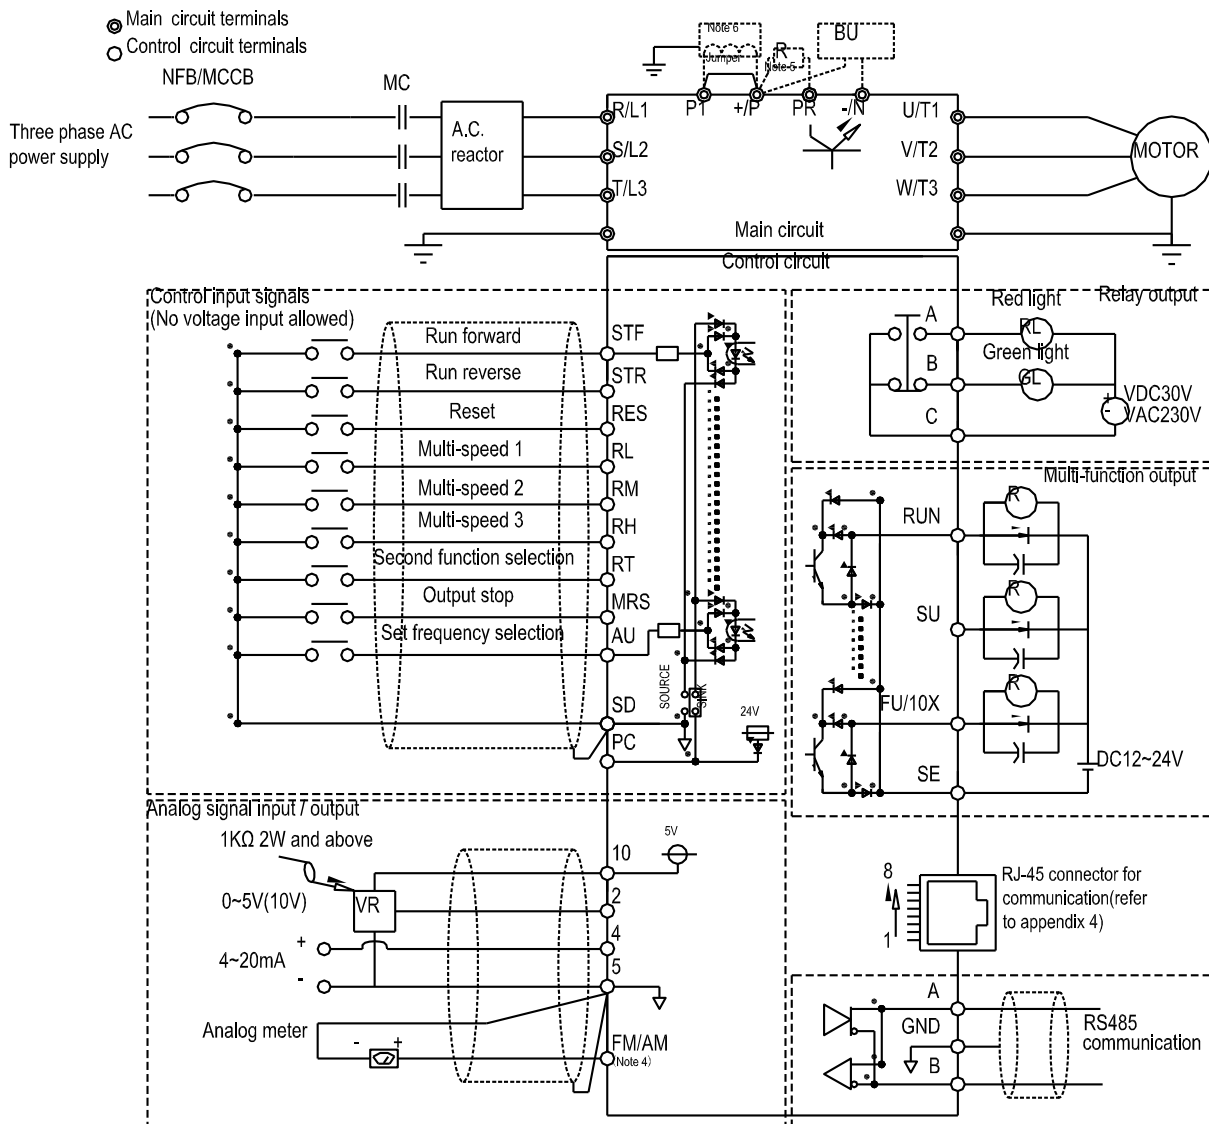 Main circuit terminals
Control circuit terminals
NFB/MCCB
MC
Three phase AC
power supply
A.C.
reactor
Note 6
Jumper
R
Note 5
BU
P1
+/P
PR
-/N
R/L1
S/L2
T/L3
U/T1
V/T2
W/T3
MOTOR
Main circuit
Control circuit
Control input signals
(No voltage input allowed)
Run forward
STF
Run reverse
STR
Reset
RES
Multi-speed 1
RL
Multi-speed 2
RM
Multi-speed 3
RH
Second function selection
RT
Output stop
MRS
Set frequency selection
AU
SOURCE
SINK
SD
PC
24V
Red light
Relay output
A
RL
Green light
B
GL
C
+
-
VDC30V
VAC230V
Multi-function output
RUN
R
SU
R
FU/10X
R
SE
DC12~24V
Analog signal input / output
1KΩ 2W and above
0~5V(10V)
VR
10
5V
2
4
+
4~20mA
-
5
Analog meter
-
+
FM/AM
(Note 4)
8
1
RJ-45 connector for
communication(refer
to appendix 4)
A
GND
B
RS485
communication